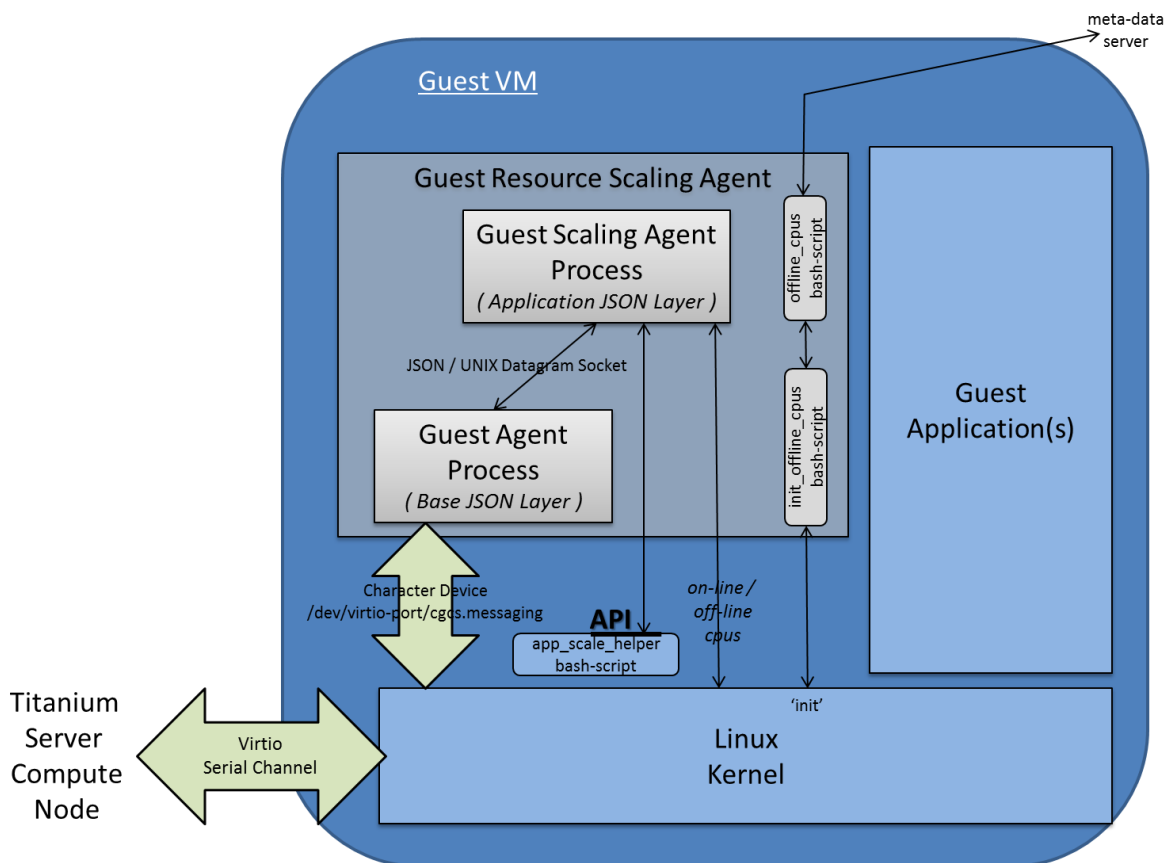 meta-data
server
Guest VM
Guest Resource Scaling Agent
Guest Scaling Agent
Process
( Application JSON Layer )
offline_cpus
bash-script
JSON / UNIX Datagram Socket
init_offline_cpus
bash-script
Guest
Application(s)
Guest Agent
Process
( Base JSON Layer )
Character Device
/dev/virtio-port/cgcs.messaging
on-line /
off-line
cpus
API
app_scale_helper
bash-script
'init'
Titanium
Server
Compute
Node
Virtio
Serial Channel
Linux
Kernel